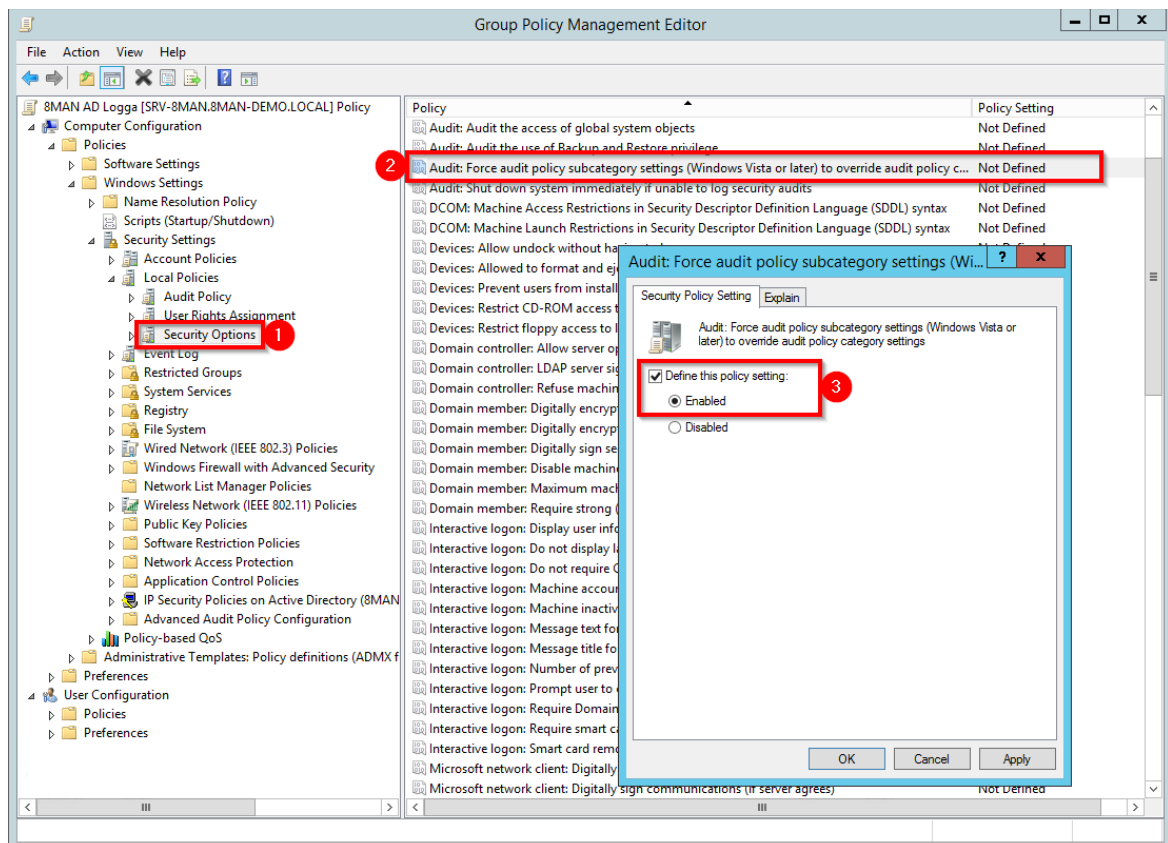 Group Policy Management Editor
File Action View Help
8MAN AD Logga [SRV-8MAN.8MAN-DEMO.LOCAL] Policy
Computer Configuration
Policies
Software Settings
Windows Settings
Name Resolution Policy
Scripts (Startup/Shutdown)
Security Settings
Account Policies
Local Policies
Audit Policy
User Rights Assignment
Security Options
1
Event Log
Restricted Groups
System Services
Registry
File System
Wired Network (IEEE 802.3) Policies
Windows Firewall with Advanced Security
Network List Manager Policies
Wireless Network (IEEE 802.11) Policies
Public Key Policies
Software Restriction Policies
Network Access Protection
Application Control Policies
IP Security Policies on Active Directory (8MAN
Advanced Audit Policy Configuration
Policy-based QoS
Administrative Templates: Policy definitions (ADMX f
Preferences
User Configuration
Policies
Preferences
Policy Policy Setting
Audit: Audit the access of global system objects Not Defined
Audit: Audit the use of Backup and Restore privilege Not Defined
2
Audit: Force audit policy subcategory settings (Windows Vista or later) to override audit policy c... Not Defined
Audit: Shut down system immediately if unable to log security audits Not Defined
DCOM: Machine Access Restrictions in Security Descriptor Definition Language (SDDL) syntax Not Defined
DCOM: Machine Launch Restrictions in Security Descriptor Definition Language (SDDL) syntax Not Defined
Devices: Allow undock without
Devices: Allowed to format and
Devices: Prevent users from install
Devices: Restrict CD-ROM access
Devices: Restrict floppy access to
Domain controller: Allow server
Domain controller: LDAP server
Domain controller: Refuse machin
Domain member: Digitally encryp
Domain member: Digitally encryp
Domain member: Digitally sign se
Domain member: Disable machin
Domain member: Maximum mach
Domain member: Require strong (
Interactive logon: Display user info
Interactive logon: Do not display
Interactive logon: Do not require
Interactive logon: Machine accoun
Interactive logon: Machine inactiv
Interactive logon: Message text for
Interactive logon: Message title fo
Interactive logon: Number of prev
Interactive logon: Prompt user to
Interactive logon: Require Domain
Interactive logon: Require smart
Interactive logon: Smart card remo
Microsoft network client: Digitally
Microsoft network client: Digitally sign communications (if server agrees) Not Defined
Audit: Force audit policy subcategory settings (Wi...
Security Policy Setting Explain
Audit: Force audit policy subcategory settings (Windows Vista or
later) to override audit policy category settings
Define this policy setting:
3
Enabled
Disabled
OK Cancel Apply